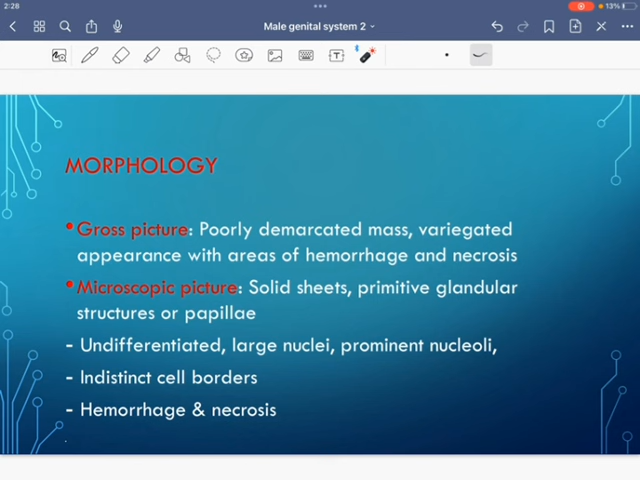 2:28
13%
Male genital system 2
T
MORPHOLOGY
• Gross picture: Poorly demarcated mass, variegated
appearance with areas of hemorrhage and necrosis
• Microscopic picture: Solid sheets, primitive glandular
structures or papillae
- Undifferentiated, large nuclei, prominent nucleoli,
- Indistinct cell borders
- Hemorrhage & necrosis